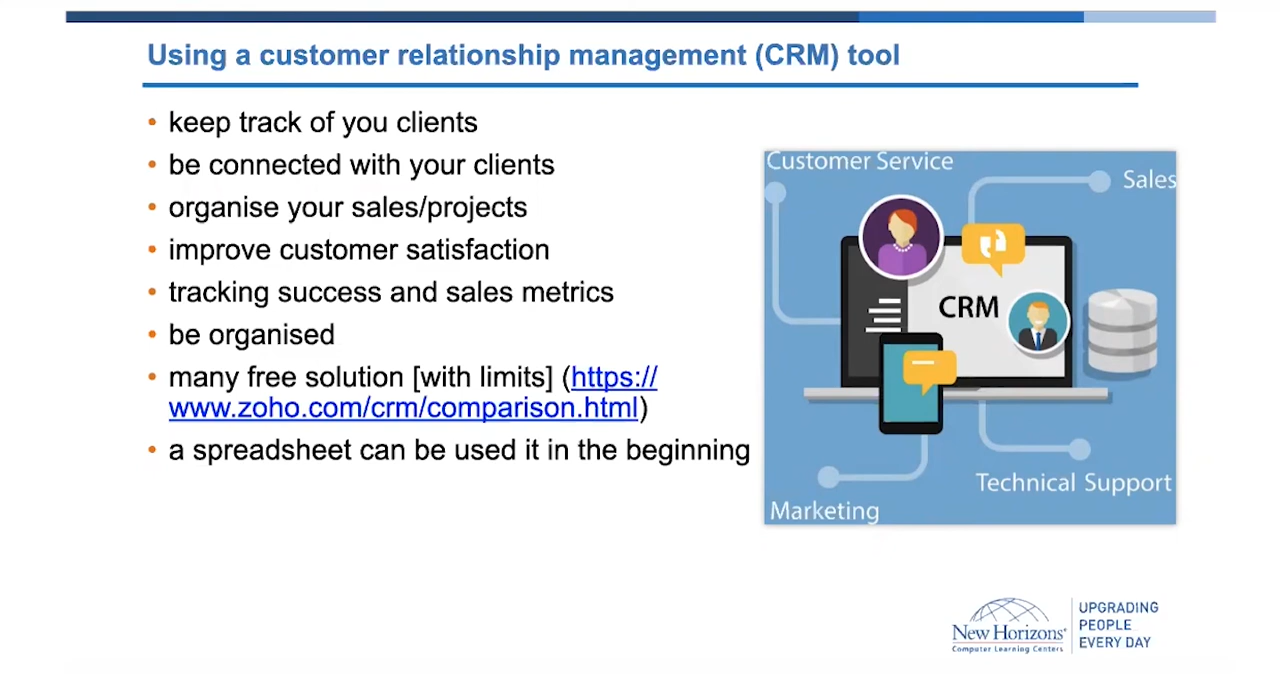 Using a customer relationship management (CRM) tool
• keep track of you clients
• be connected with your clients
• organise your sales/projects
• improve customer satisfaction
• tracking success and sales metrics
• be organised
• many free solution [with limits] (https://
www.zoho.com/crm/comparison.html)
• a spreadsheet can be used it in the beginning
Customer Service
Sales
CRM
Technical Support
Marketing
New Horizons®
Computer Learning Centers
UPGRADING
PEOPLE
EVERY DAY